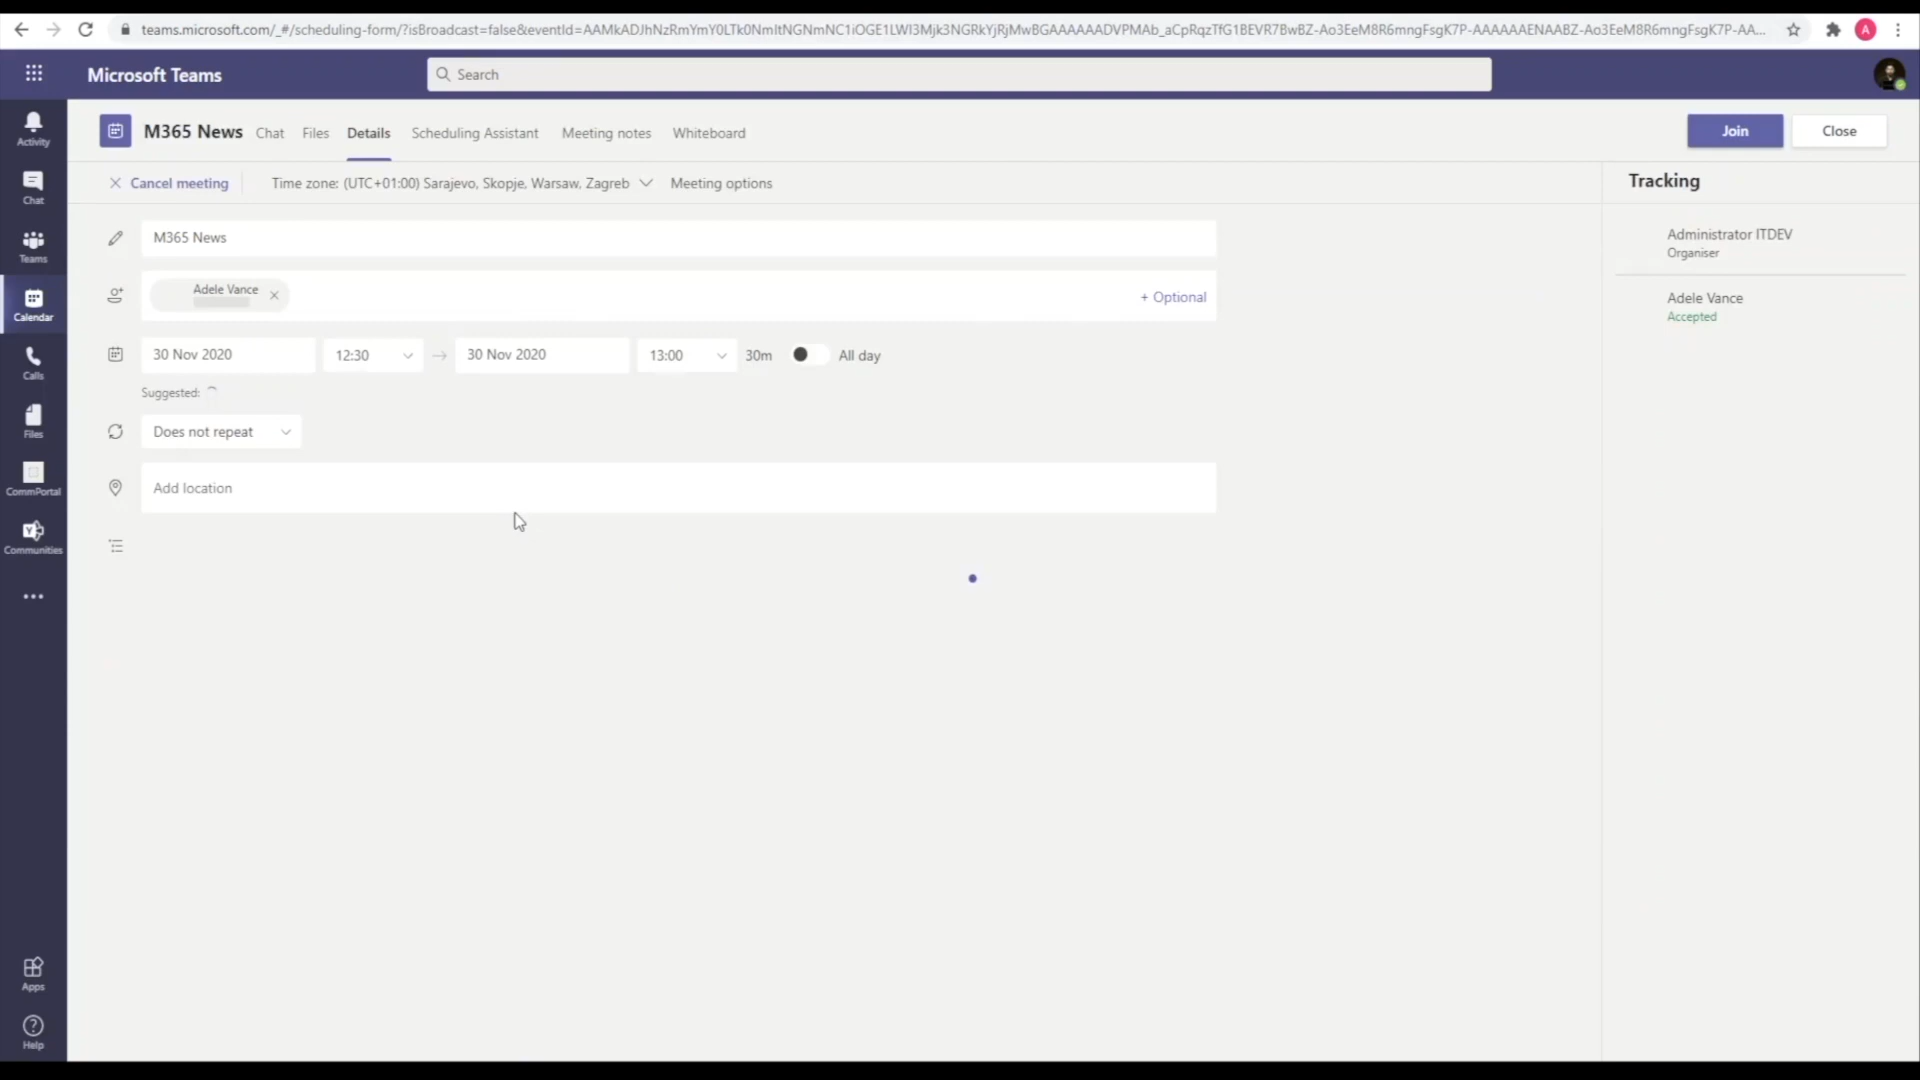 teams.microsoft.com/_#/scheduling-form/?isBroadcast=false&eventId=AAMkADJhNzRmYmY0LTk0NmItNGNmNC1iOGE1LWI3Mjk3NGRkYjRjMwBGAAAAAADVPMAb_aCpRqzTfG1BEVR7BwBZ-Ao3EeM8R6mngFsgK7P-AAAAAAENAABZ-Ao3EeM8R6mngFsgK7P-AA...
A
Microsoft Teams
Search
Activity
Chat
Teams
Calendar
Calls
Files
CommPortal
Communities
Apps
Help
M365 News Chat Files Details Scheduling Assistant Meeting notes Whiteboard
Join Close
Cancel meeting Time zone: (UTC+01:00) Sarajevo, Skopje, Warsaw, Zagreb Meeting options
M365 News
Adele Vance
+ Optional
30 Nov 2020 12:30 → 30 Nov 2020 13:00 30m All day
Suggested:
Does not repeat
Add location
Tracking
Administrator ITDEV
Organiser
Adele Vance
Accepted